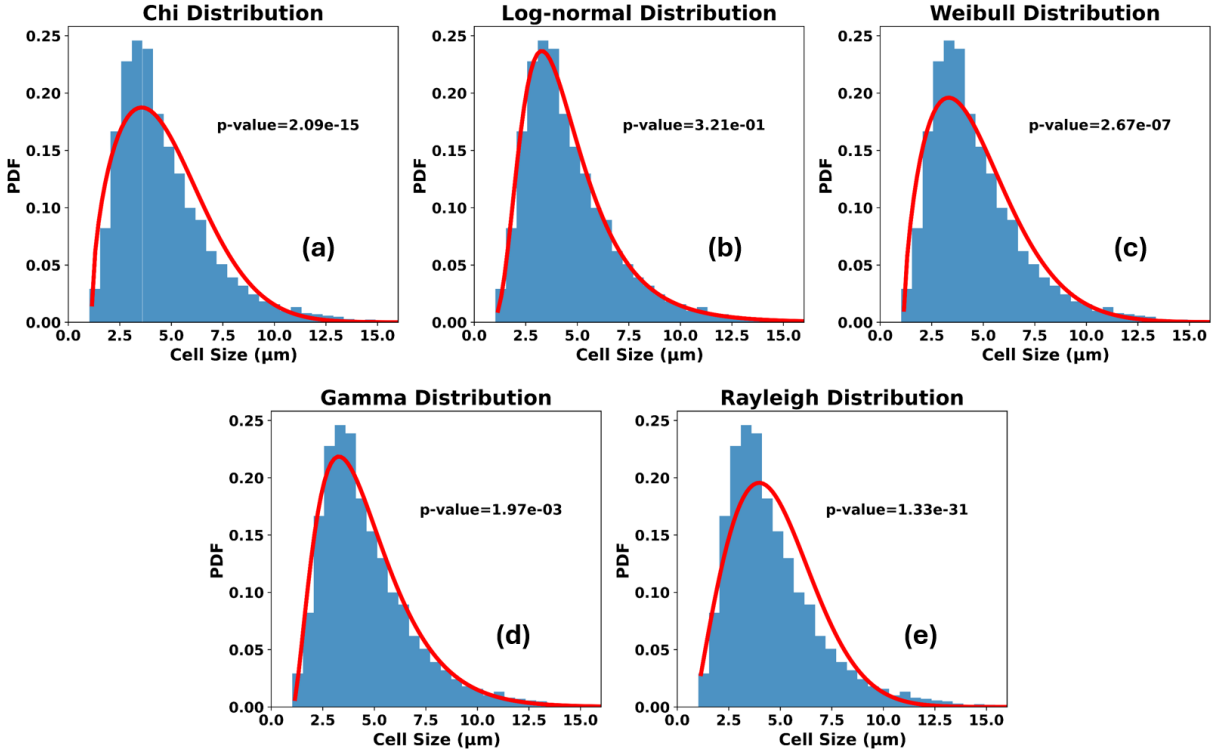 Chi Distribution
0.25
0.20
0.15
0.10
0.05
0.00
PDF
p-value=2.09e-15
(a)
0.0 2.5 5.0 7.5 10.0 12.5 15.0
Cell Size (μm)
Log-normal Distribution
0.25
0.20
0.15
0.10
0.05
0.00
PDF
p-value=3.21e-01
(b)
0.0 2.5 5.0 7.5 10.0 12.5 15.0
Cell Size (μm)
Weibull Distribution
0.25
0.20
0.15
0.10
0.05
0.00
PDF
p-value=2.67e-07
(c)
0.0 2.5 5.0 7.5 10.0 12.5 15.0
Cell Size (μm)
Gamma Distribution
0.25
0.20
0.15
0.10
0.05
0.00
PDF
p-value=1.97e-03
(d)
0.0 2.5 5.0 7.5 10.0 12.5 15.0
Cell Size (μm)
Rayleigh Distribution
0.25
0.20
0.15
0.10
0.05
0.00
PDF
p-value=1.33e-31
(e)
0.0 2.5 5.0 7.5 10.0 12.5 15.0
Cell Size (μm)